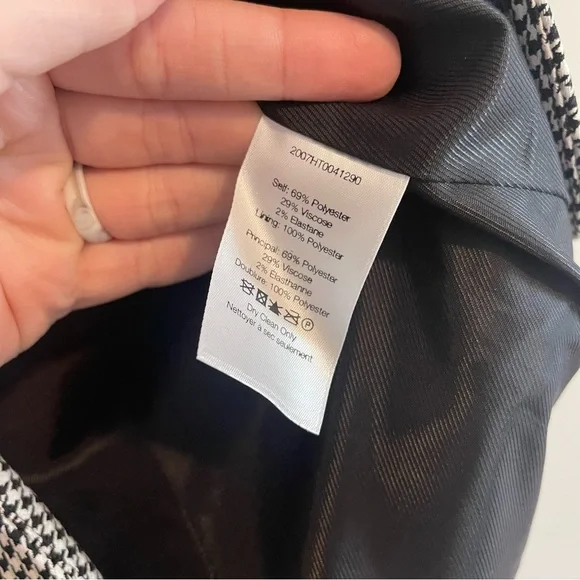 2007HT0041290
Self: 69% Polyester
29% Viscose
2% Elastane
Lining: 100% Polyester
Principal: 69% Polyester
29% Viscose
2% Elasthanne
Doublure: 100% Polyester
P
Dry Clean Only
Nettoyer à sec seulement